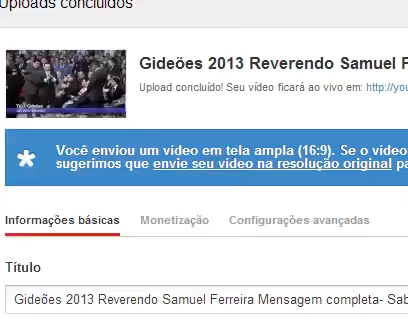 Uploads concluídos
Gideões 2013 Reverendo Samuel F
Upload concluído! Seu vídeo ficará ao vivo em: http://you
Você enviou um vídeo em tela ampla (16:9). Se o vídeo
sugerimos que envie seu vídeo na resolução original pa
Informações básicas Monetização Configurações avançadas
Título
Gideões 2013 Reverendo Samuel Ferreira Mensagem completa- Sab